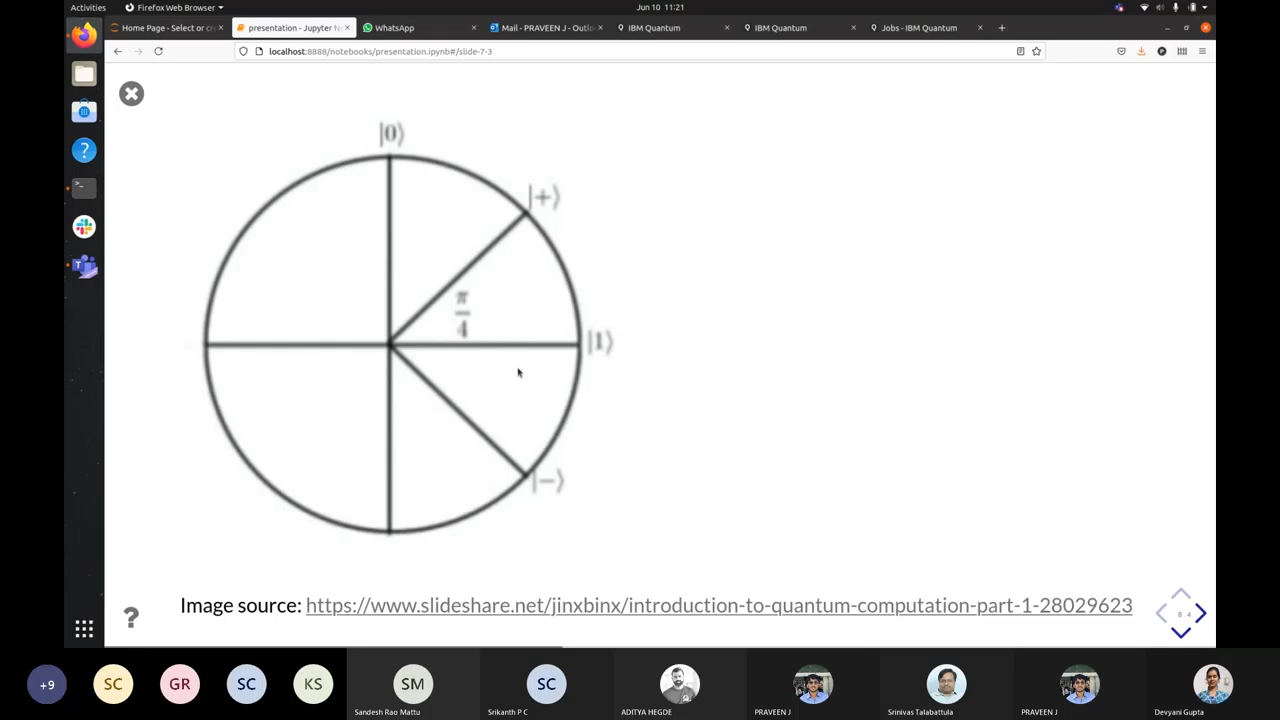 Activities
Firefox Web Browser
Jun 10 11:21
Home Page - Select or cre
presentation - Jupyter N
WhatsApp
Mail - PRAVEEN J - Outlo
IBM Quantum
IBM Quantum
Jobs - IBM Quantum
localhost:8888/notebooks/presentation.ipynb#/slide-7-3
|0⟩
|+⟩
π
4
|1⟩
|−⟩
Image source: https://www.slideshare.net/jinxbinx/introduction-to-quantum-computation-part-1-28029623
?
8.4
+9
SC
GR
SC
KS
SM
SC
Sandesh Rao Mattu
Srikanth P C
ADITYA HEGDE
PRAVEEN J
Srinivas Talabattula
PRAVEEN J
Devyani Gupta